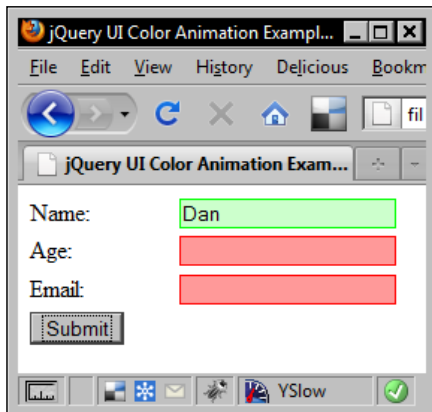 jQuery UI Color Animation Exampl...
File Edit View History Delicious Bookm
fil
jQuery UI Color Animation Exam...
Name: Dan
Age:
Email:
Submit
YSlow